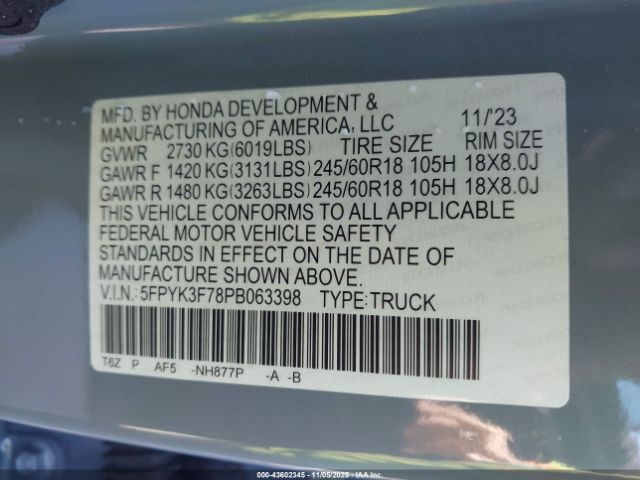 MFD. BY HONDA DEVELOPMENT &
MANUFACTURING OF AMERICA, LLC 11/'23
GVWR 2730 KG(6019LBS) TIRE SIZE RIM SIZE
GAWR F 1420 KG(3131LBS) 245/60R18 105H 18X8.0J
GAWR R 1480 KG(3263LBS) 245/60R18 105H 18X8.0J
THIS VEHICLE CONFORMS TO ALL APPLICABLE
FEDERAL MOTOR VEHICLE SAFETY
STANDARDS IN EFFECT ON THE DATE OF
MANUFACTURE SHOWN ABOVE.
V.I.N.: 5FPYK3F78PB063398 TYPE:TRUCK
T6Z P AF5 -NH877P -A -B
000-43602345 - 11/05/2025 - IAAI.COM